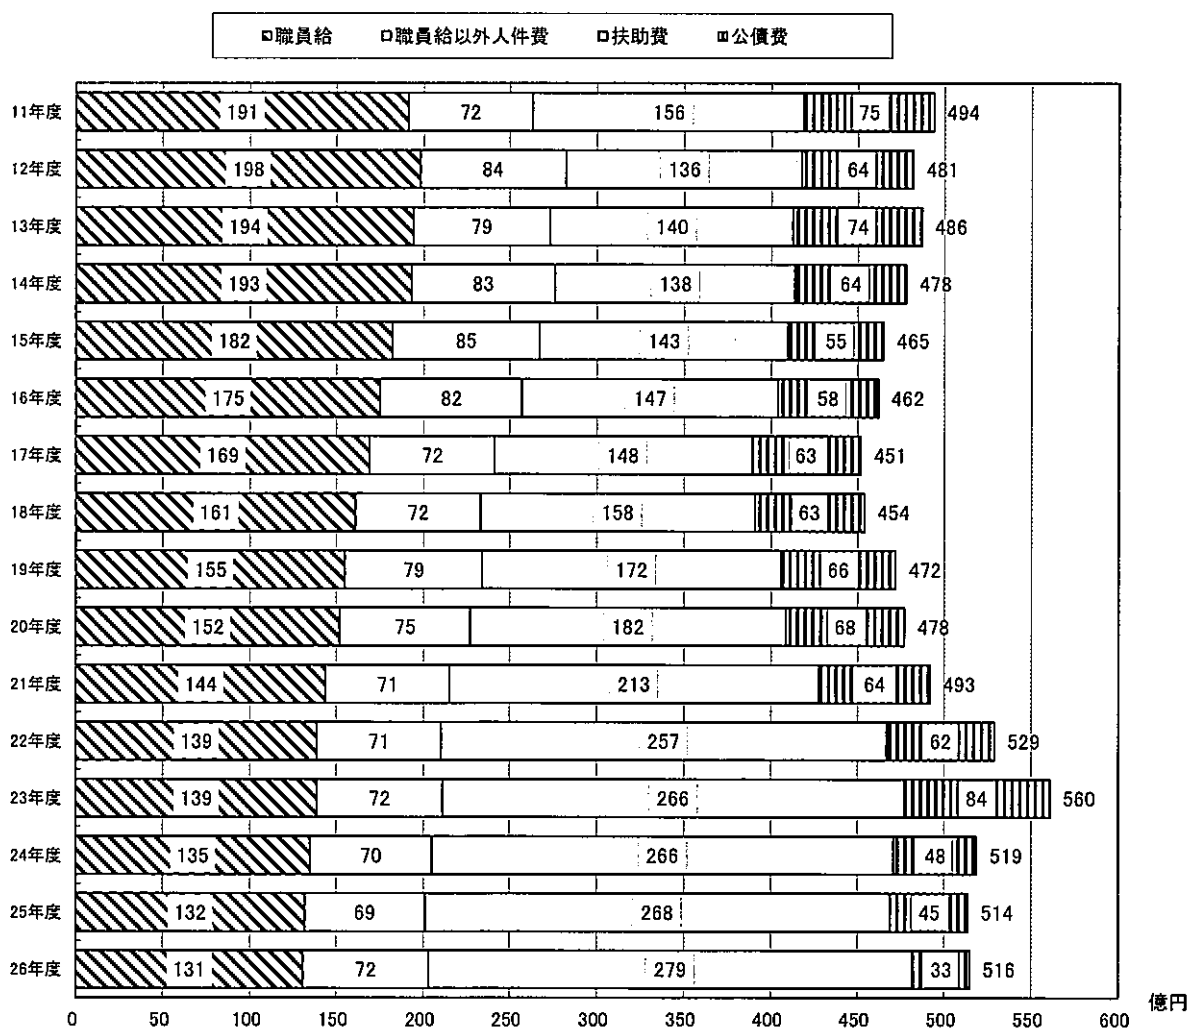 職員給 職員給以外人件費 扶助費 公債費
11年度 191 72 156 75 494
12年度 198 84 136 64 481
13年度 194 79 140 74 486
14年度 193 83 138 64 478
15年度 182 85 143 55 465
16年度 175 82 147 58 462
17年度 169 72 148 63 451
18年度 161 72 158 63 454
19年度 155 79 172 66 472
20年度 152 75 182 68 478
21年度 144 71 213 64 493
22年度 139 71 257 62 529
23年度 139 72 266 84 560
24年度 135 70 266 48 519
25年度 132 69 268 45 514
26年度 131 72 279 33 516
0 50 100 150 200 250 300 350 400 450 500 550 600 億円